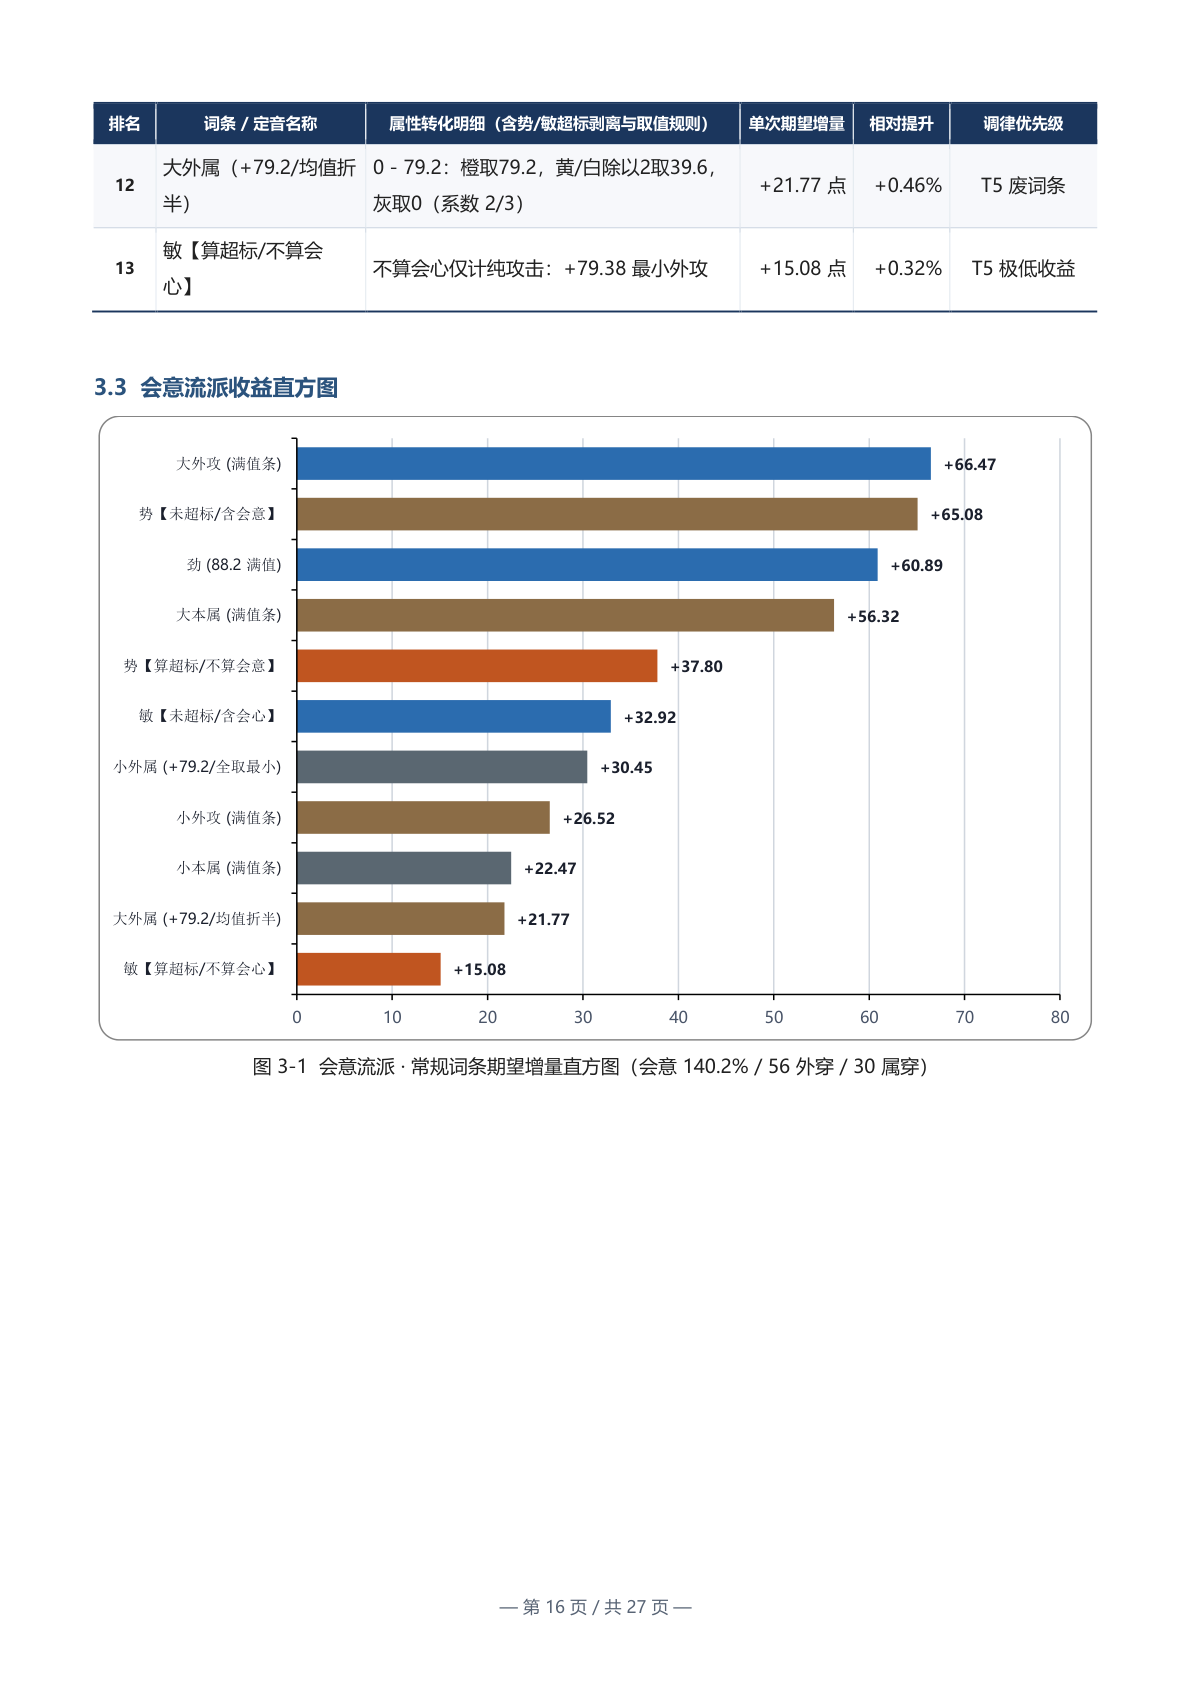 排名 词条 / 定音名称 属性转化明细（含势/敏超标剥离与取值规则） 单次期望增量 相对提升 调律优先级
12 大外属（+79.2/均值折半） 0 - 79.2：橙取79.2，黄/白除以2取39.6，灰取0（系数 2/3） +21.77 点 +0.46% T5 废词条
13 敏【算超标/不算会心】 不算会心仅计纯攻击：+79.38 最小外攻 +15.08 点 +0.32% T5 极低收益
3.3 会意流派收益直方图
大外攻 (满值条) +66.47
势【未超标/含会意】 +65.08
劲 (88.2 满值) +60.89
大本属 (满值条) +56.32
势【算超标/不算会意】 +37.80
敏【未超标/含会心】 +32.92
小外属 (+79.2/全取最小) +30.45
小外攻 (满值条) +26.52
小本属 (满值条) +22.47
大外属 (+79.2/均值折半) +21.77
敏【算超标/不算会心】 +15.08
0 10 20 30 40 50 60 70 80
图 3-1 会意流派 · 常规词条期望增量直方图（会意 140.2% / 56 外穿 / 30 属穿）
— 第 16 页 / 共 27 页 —